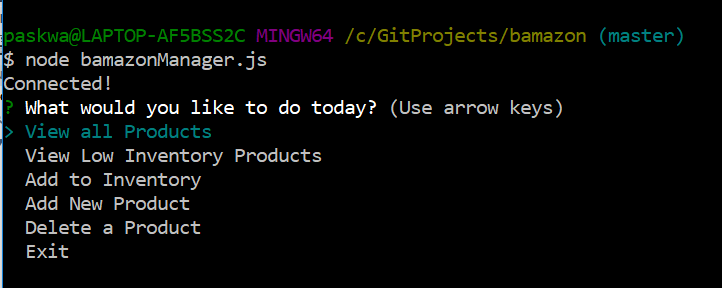 paskwa@LAPTOP-AF5BSS2C MINGW64 /c/GitProjects/bamazon (master)
$ node bamazonManager.js
Connected!
? What would you like to do today? (Use arrow keys)
> View all Products
View Low Inventory Products
Add to Inventory
Add New Product
Delete a Product
Exit